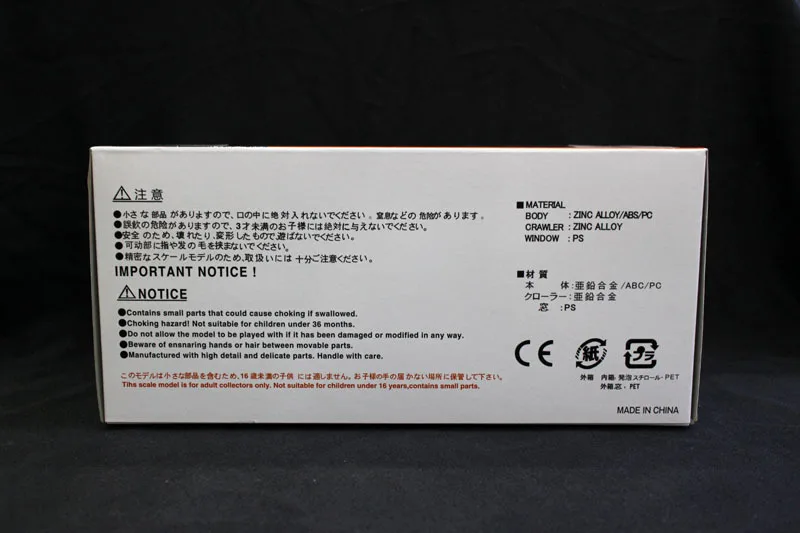 注意
●小さな部品がありますので、口の中に絶対入れないでください。窒息などの危険があります。
●誤飲の危険がありますので、3才未満のお子様には絶対に与えないでください。
●安全のため、壊れたり、変形したもので、遊ばないでください。
●可動部に指や髪の毛を挟まないでください。
●精密なスケールモデルのため、取扱いには十分ご注意ください。
IMPORTANT NOTICE !
NOTICE
●Contains small parts that could cause choking if swallowed.
●Choking hazard! Not suitable for children under 36 months.
●Do not allow the model to be played with if it has been damaged or modified in any way.
●Beware of ensnaring hands or hair between movable parts.
●Manufactured with high detail and delicate parts. Handle with care.
このモデルは小さな部品を含むため、16歳未満の子供には適しません。お子様の手の届かない場所に保管して下さい。
Tihs scale model is for adult collectors only. Not suitable for children under 16 years,contains small parts.
■MATERIAL
BODY : ZINC ALLOY/ABS/PC
CRAWLER : ZINC ALLOY
WINDOW : PS
■材質
本体:亜鉛合金/ABC/PC
クローラー:亜鉛合金
窓:PS
CE 紙 プラ
外箱 内箱:発泡スチロール・PET
外箱窓・PET
MADE IN CHINA